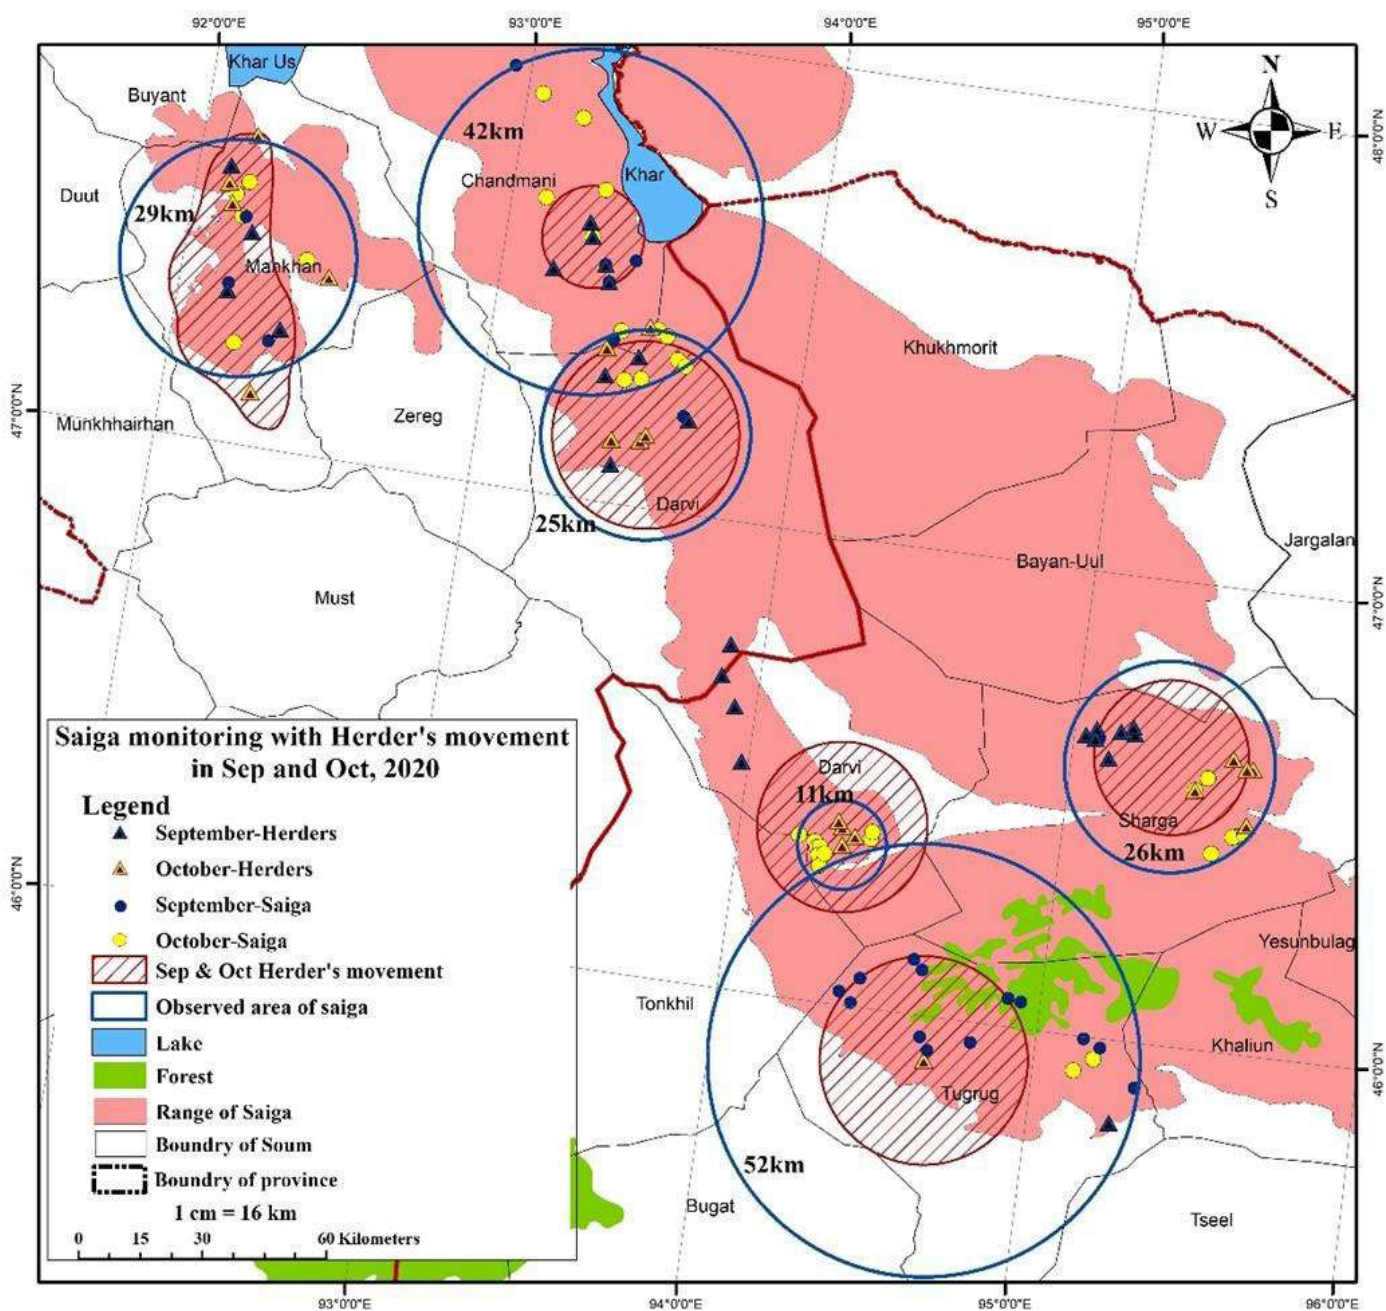 92°0'0"E
93°0'0"E
94°0'0"E
95°0'0"E
Khar Us
N
Buyant
42km
W
E
48°0'0"N
Chandmani
Khar
Duut
S
29km
Mankhan
Khukhmorit
47°0'0"N
Munkhhairhan
Zereg
Darvi
25km
Jargalan
Bayan-Uul
Must
47°0'0"N
Saiga monitoring with Herder's movement
in Sep and Oct, 2020
Darvi
11km
Legend
Sharga
September-Herders
26km
October-Herders
46°0'0"N
September-Saiga
October-Saiga
Yesunbulag
Sep & Oct Herder's movement
Tonkhil
Observed area of saiga
Lake
Khaliun
Forest
46°0'0"N
Tugrug
Range of Saiga
Boundry of Soum
52km
Boundry of province
Bugat
1 cm = 16 km
Tseel
0 15 30 60 Kilometers
93°0'0"E
94°0'0"E
95°0'0"E
96°0'0"E